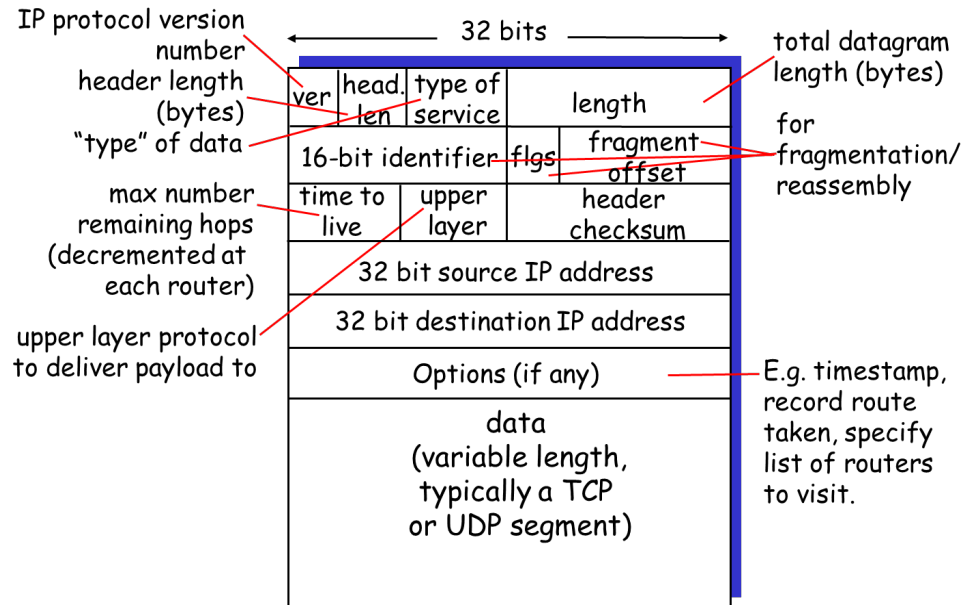 IP protocol version
number
header length
(bytes)
“type” of data
max number
remaining hops
(decremented at
each router)
upper layer protocol
to deliver payload to
32 bits
ver
head.
len
type of
service
length
16-bit identifier
flgs
fragment
offset
time to
live
upper
layer
header
checksum
32 bit source IP address
32 bit destination IP address
Options (if any)
data
(variable length,
typically a TCP
or UDP segment)
total datagram
length (bytes)
for
fragmentation/
reassembly
E.g. timestamp,
record route
taken, specify
list of routers
to visit.